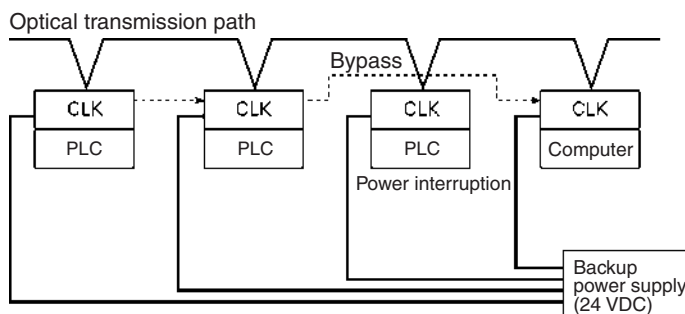 Optical transmission path
Bypass
CLK CLK CLK CLK
PLC PLC PLC Computer
Power interruption
Backup
power supply
(24 VDC)